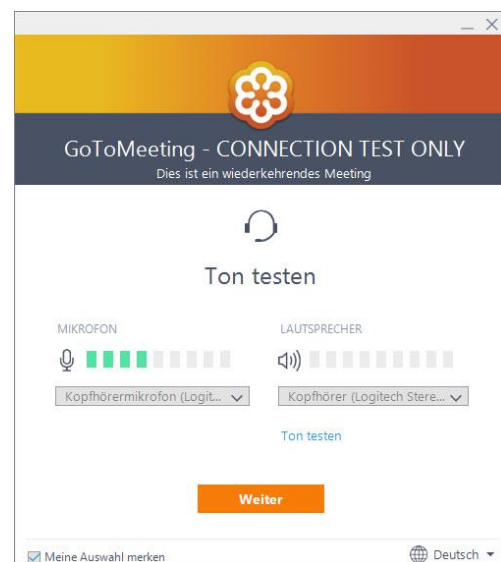 GoToMeeting - CONNECTION TEST ONLY
Dies ist ein wiederkehrendes Meeting
Ton testen
MIKROFON
LAUTSPRECHER
Kopfhörermikrofon (Logit...
Kopfhörer (Logitech Stere...
Ton testen
Weiter
Meine Auswahl merken
Deutsch